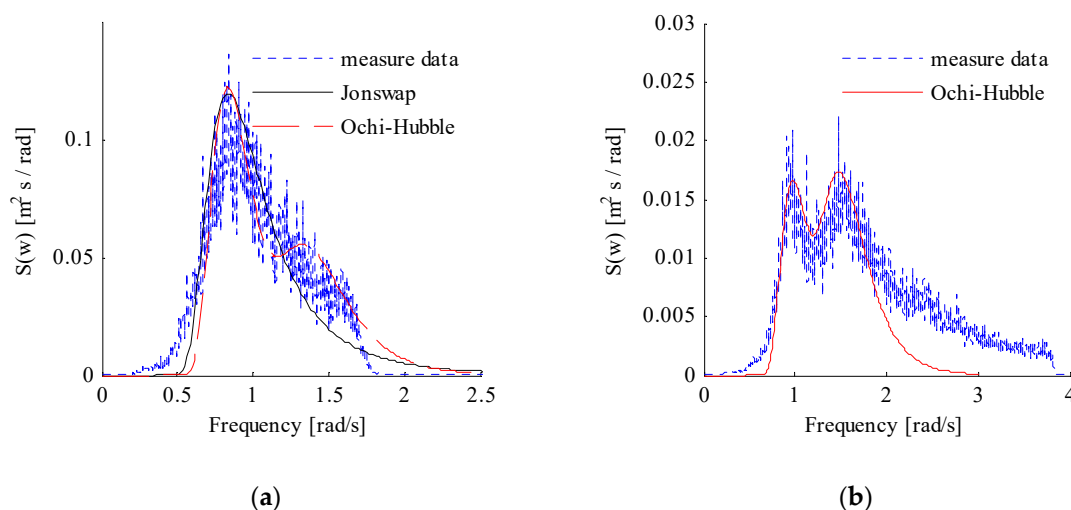 measure data
Jonswap
Ochi-Hubble
S(w) [m² s / rad]
0.1
0.05
0
0 0.5 1 1.5 2 2.5
Frequency [rad/s]
(a)
0.03
measure data
0.025
Ochi-Hubble
0.02
S(w) [m² s / rad]
0.015
0.01
0.005
0
0 1 2 3 4
Frequency [rad/s]
(b)